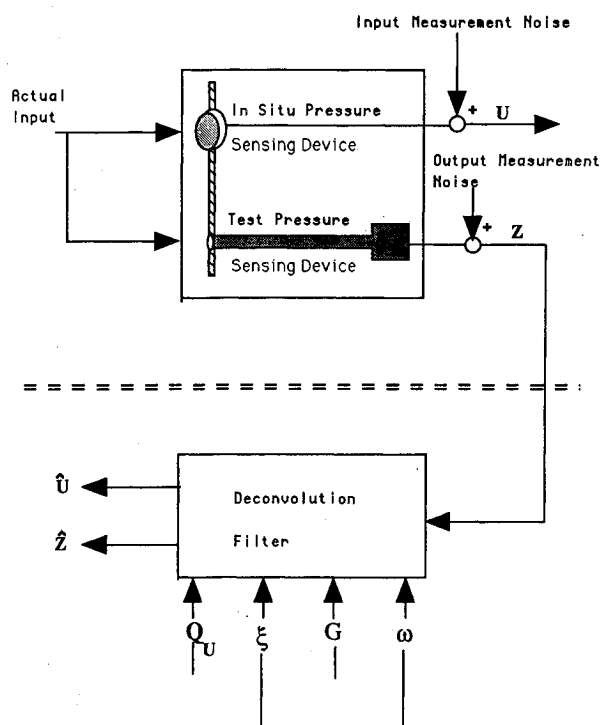 Input Measurement Noise
Actual
Input
In Situ Pressure
+
U
Sensing Device
Output Measurement
Noise
Test Pressure
+
Z
Sensing Device
Û
Deconvolution
Ẑ
Filter
Q_U
ξ
G
ω